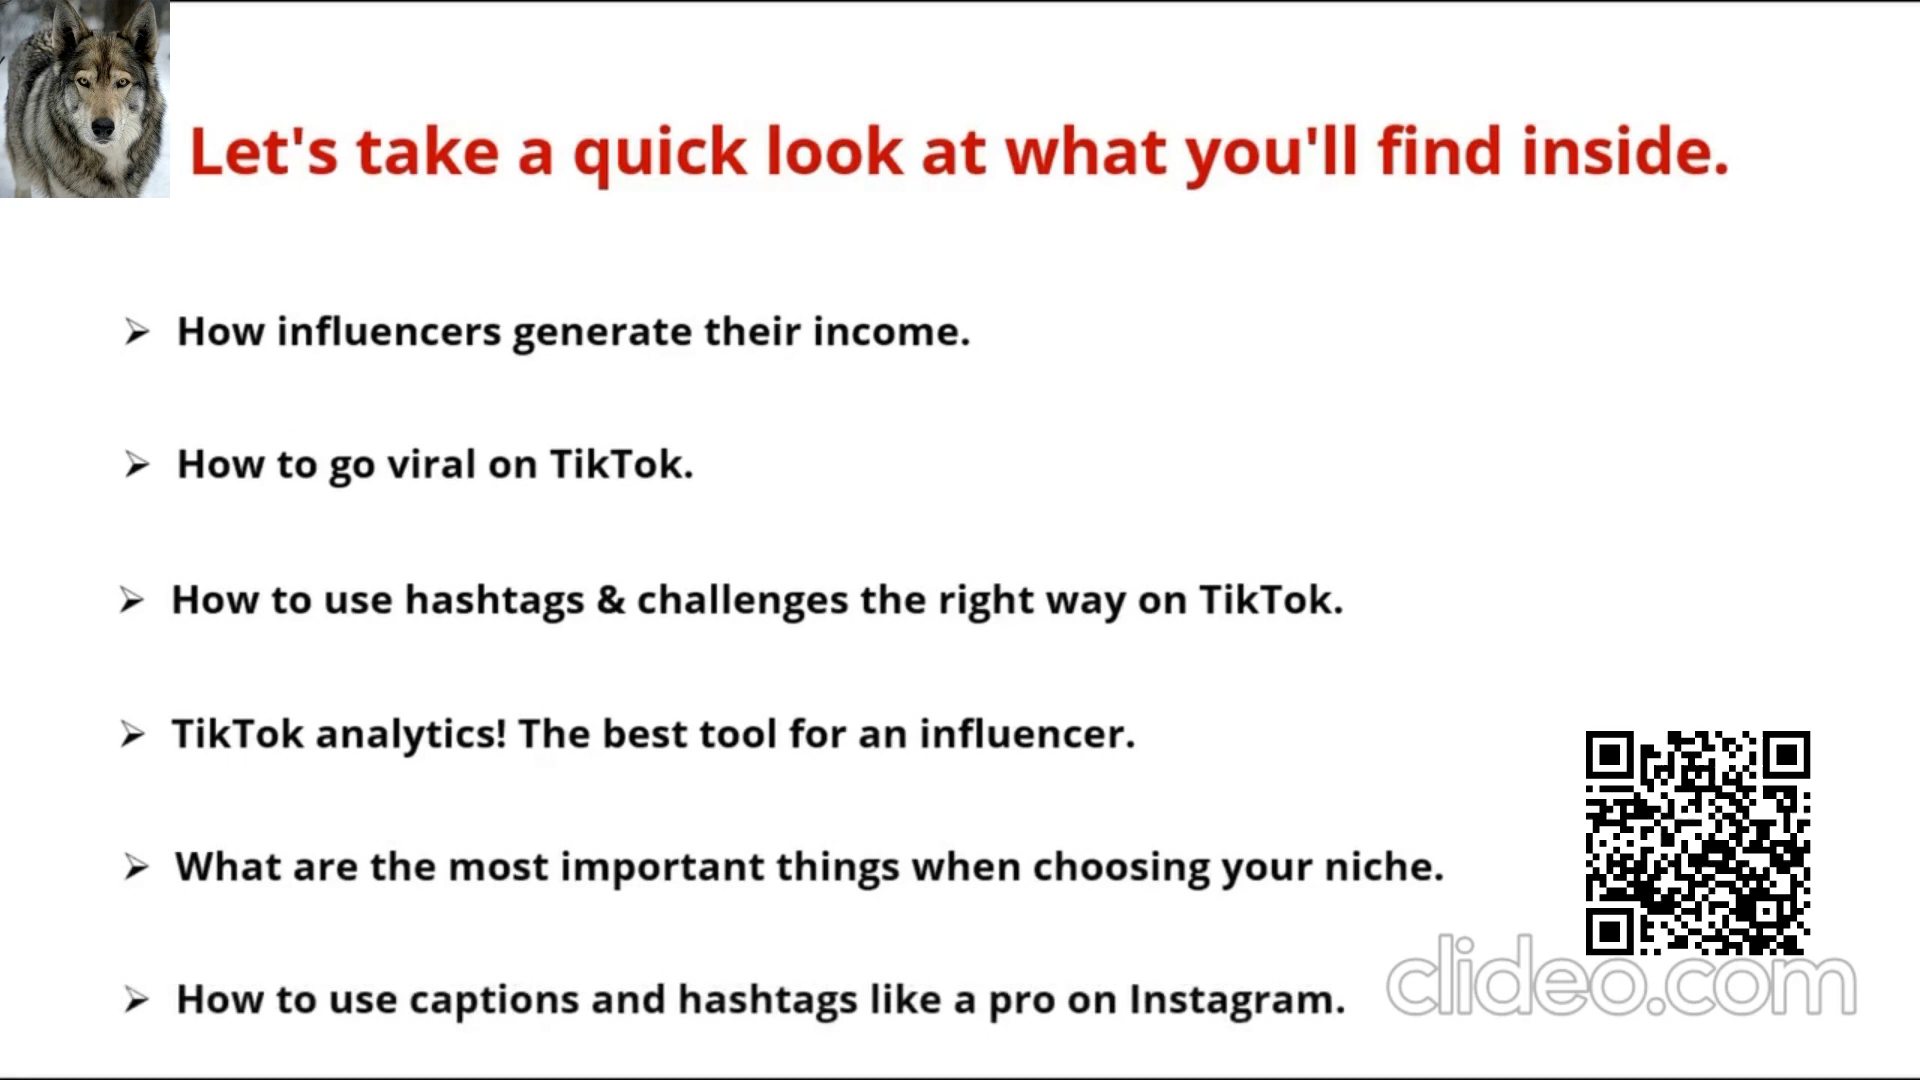 Let's take a quick look at what you'll find inside.
How influencers generate their income.
How to go viral on TikTok.
How to use hashtags & challenges the right way on TikTok.
TikTok analytics! The best tool for an influencer.
What are the most important things when choosing your niche.
How to use captions and hashtags like a pro on Instagram.
clideo.com